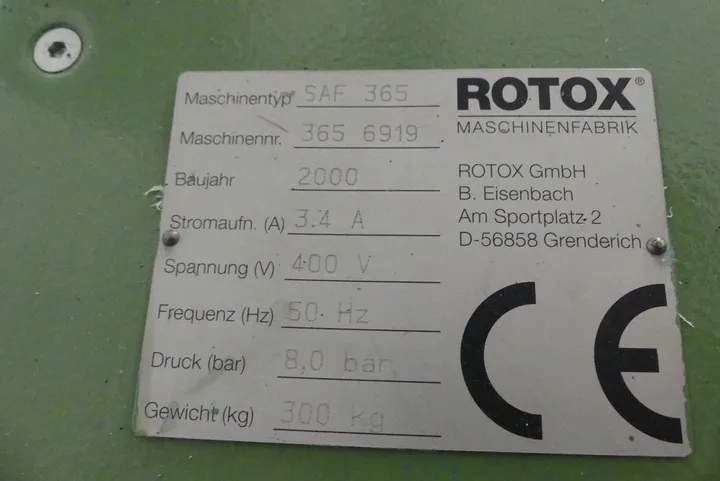 Maschinentyp SAF 365
Maschinennr. 365 6919
Baujahr 2000
Stromaufn. (A) 3.4 A
Spannung (V) 400 V
Frequenz (Hz) 50 Hz
Druck (bar) 8,0 bar
Gewicht (kg) 300 kg
ROTOX®
MASCHINENFABRIK
ROTOX GmbH
B. Eisenbach
Am Sportplatz 2
D-56858 Grenderich
CE